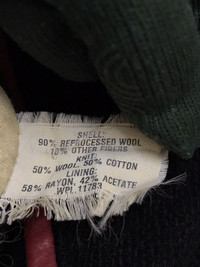 SHELL:
90% REPROCESSED WOOL
10% OTHER FIBERS
KNIT:
50% WOOL, 50% COTTON
LINING:
58% RAYON, 42% ACETATE
WPL 11783